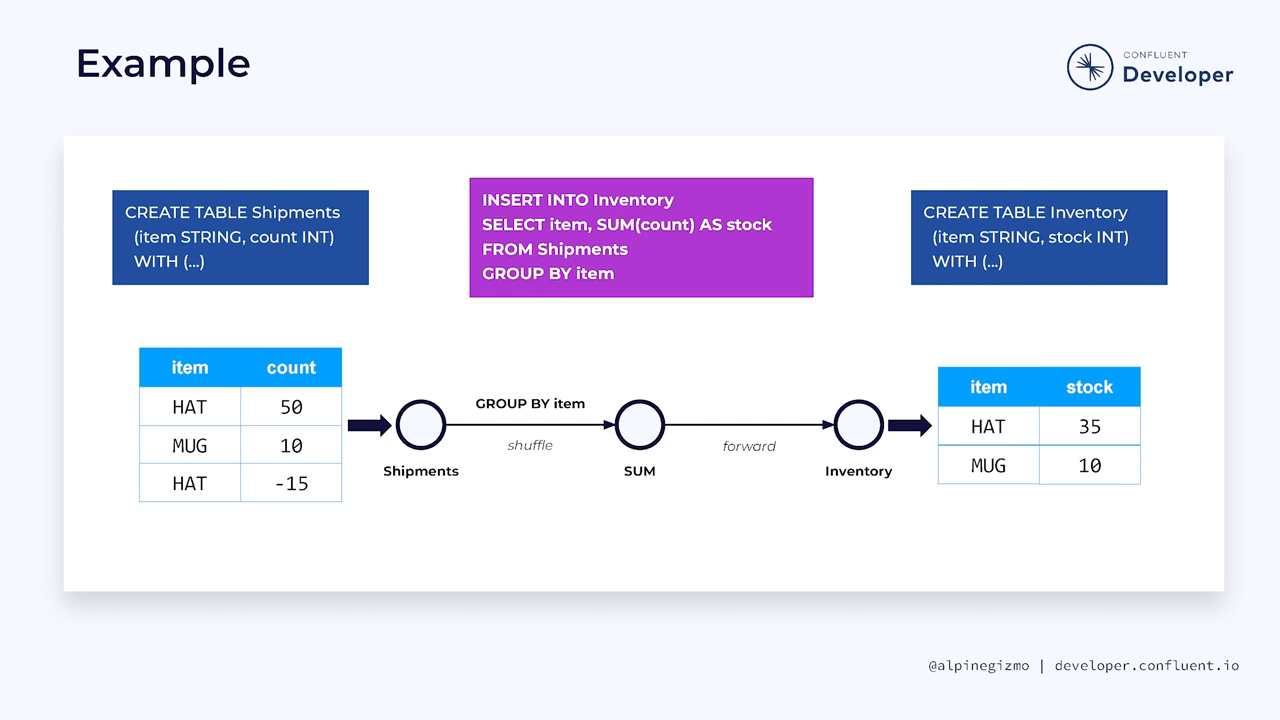 Example
CONFLUENT
Developer
CREATE TABLE Shipments
(item STRING, count INT)
WITH (...)
INSERT INTO Inventory
SELECT item, SUM(count) AS stock
FROM Shipments
GROUP BY item
CREATE TABLE Inventory
(item STRING, stock INT)
WITH (...)
item count
HAT 50
MUG 10
HAT -15
GROUP BY item
shuffle
forward
Shipments
SUM
Inventory
item stock
HAT 35
MUG 10
@alpinegizmo | developer.confluent.io